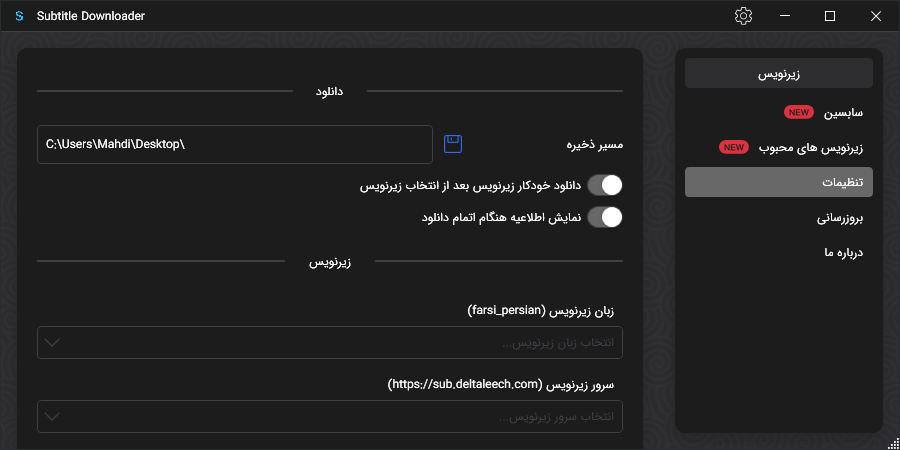 Subtitle Downloader
زیرنویس
سابسین NEW
زیرنویس های محبوب NEW
تنظیمات
بروزرسانی
درباره ما
دانلود
مسیر ذخیره
C:\Users\Mahdi\Desktop\
دانلود خودکار زیرنویس بعد از انتخاب زیرنویس
نمایش اطلاعیه هنگام اتمام دانلود
زیرنویس
زبان زیرنویس (farsi_persian)
انتخاب زبان زیرنویس...
سرور زیرنویس (https://sub.deltaleech.com)
انتخاب سرور زیرنویس...